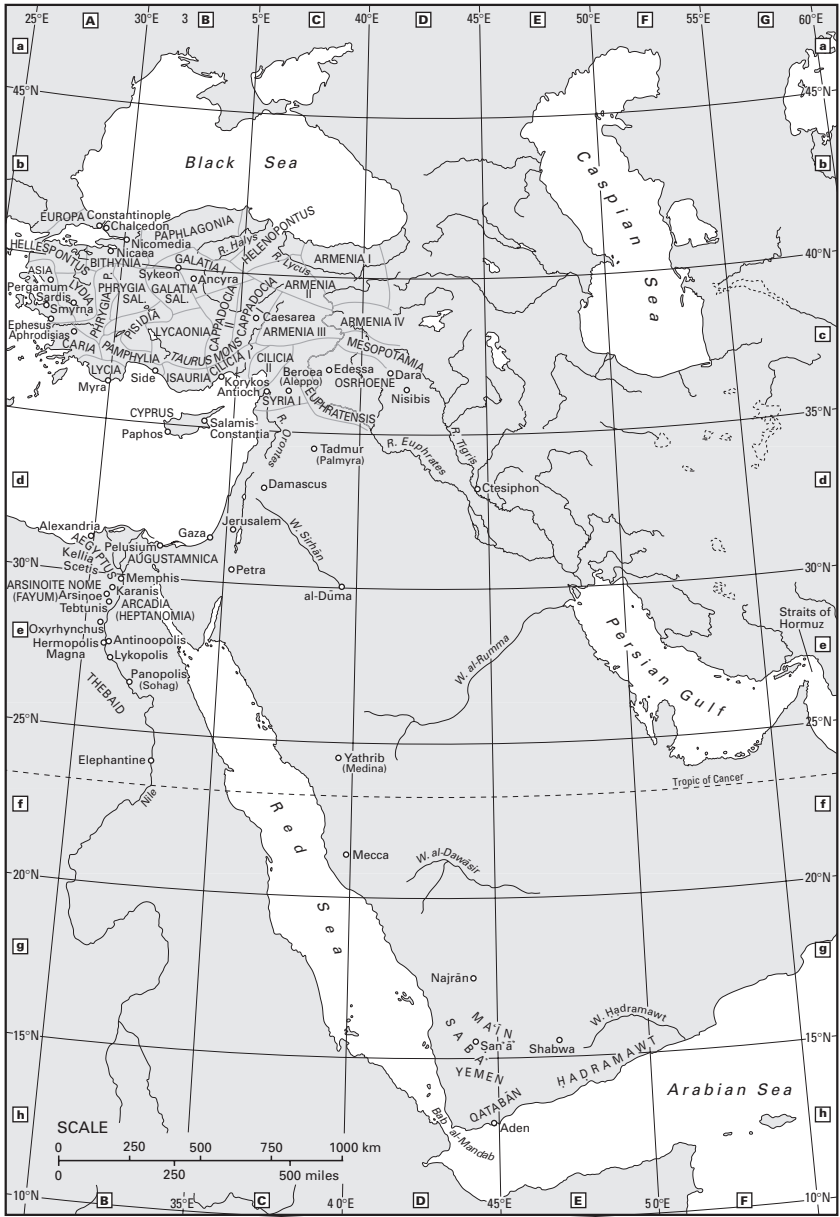 25°E
A
30°E
3
B
5°E
C
40°E
D
45°E
E
50°E
F
55°E
G
60°E
a
a
45°N
45°N
b
b
Black Sea
Caspian Sea
EUROPA
Constantinople
Chalcedon
PAPHLAGONIA
HELENOPONTUS
R. Halys
Nicomedia
Nicaea
HELLESPONTUS
BITHYNIA
GALATIA I
R. Lycus
ARMENIA I
40°N
40°N
Sykeon
Ancyra
ASIA
LYDIA
PHRYGIA P.
PHRYGIA
SAL.
GALATIA
SAL.
ARMENIA
II
Pergamum
Sardis
Smyrna
PISIDIA
CAPPADOCIA
II
CAPPADOCIA
I
Caesarea
ARMENIA III
ARMENIA IV
Ephesus
Aphrodisias
LYCAONIA
c
c
CARIA
PAMPHYLIA
TAURUS MONS
CILICIA
I
CILICIA
II
MESOPOTAMIA
LYCIA
Myra
Side
ISAURIA
Korykos
Antioch
Beroea
(Aleppo)
Edessa
OSRHOENE
Dara
Nisibis
SYRIA I
EUPHRATENSIS
35°N
35°N
CYPRUS
Paphos
Salamis-
Constantia
R. Orontes
Tadmur
(Palmyra)
R. Euphrates
R. Tigris
d
d
Damascus
Ctesiphon
Alexandria
Gaza
Jerusalem
W. Sirhān
AEGYPTUS
Pelusium
AUGUSTAMNICA
Kellia
Scetis
30°N
30°N
Memphis
Petra
al-Dūma
ARSINOITE NOME
(FAYUM)
Arsinoe
Karanis
Tebtunis
ARCADIA
(HEPTANOMIA)
Straits of
Hormuz
e
e
Oxyrhynchus
Hermopolis
Magna
Antinoopolis
Lykopolis
W. al-Rumma
Persian Gulf
Panopolis
(Sohag)
THEBAID
25°N
25°N
Elephantine
Yathrib
(Medina)
Tropic of Cancer
Nile
f
f
Red Sea
Mecca
W. al-Dawāsir
20°N
20°N
g
g
Najrān
MAʿĪN
SABAʾ
Ṣanʿāʾ
Shabwa
W. Ḥaḍramawt
15°N
15°N
YEMEN
ḤAḌRAMAWT
Arabian Sea
QATABĀN
h
h
Bab al-Mandab
Aden
SCALE
0
250
500
750
1000 km
0
250
500 miles
10°N
10°N
B
35°E
C
40°E
D
45°E
E
50°E
F